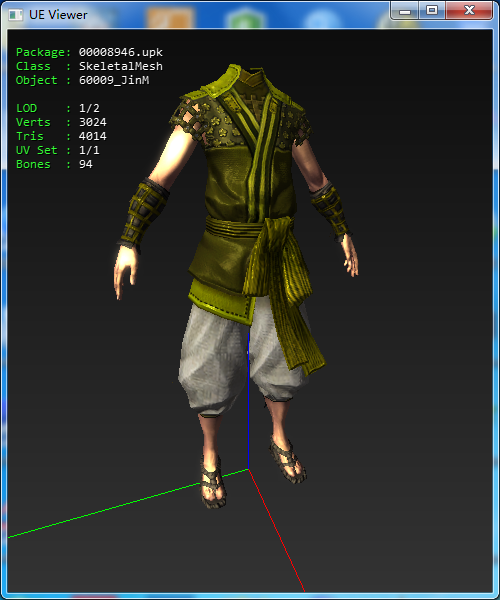 UE Viewer
Package: 00008946.upk
Class : SkeletalMesh
Object : 60009_JinM
LOD : 1/2
Verts : 3024
Tris : 4014
UV Set : 1/1
Bones : 94